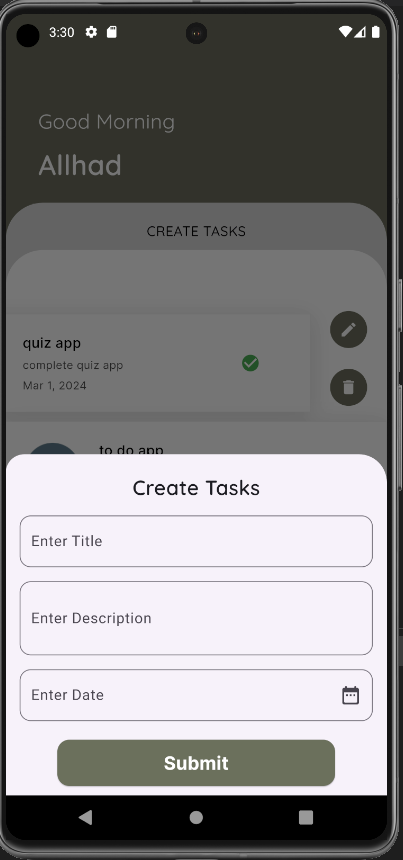 3:30
Good Morning
Allhad
CREATE TASKS
quiz app
complete quiz app
Mar 1, 2024
to do app
Create Tasks
Enter Title
Enter Description
Enter Date
Submit